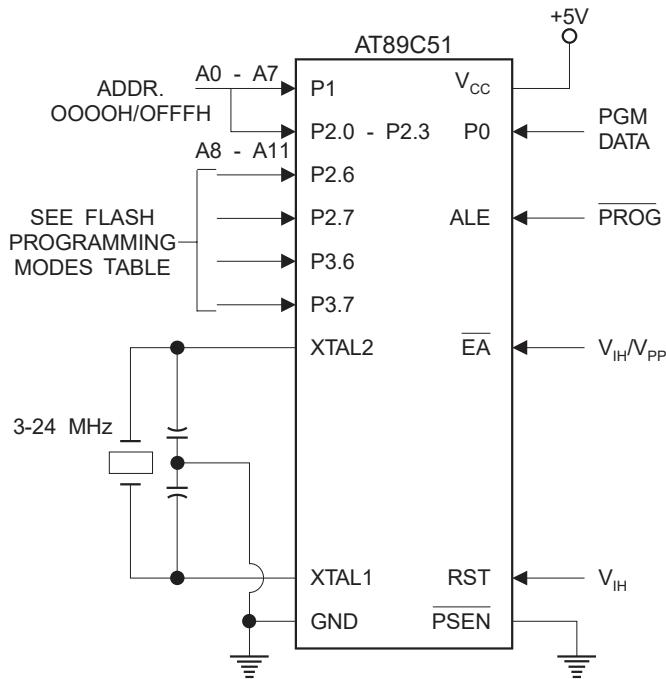 +5V
AT89C51
A0 - A7
ADDR.
OOOOH/OFFFH
P1
VCC
P2.0 - P2.3
P0
PGM
DATA
A8 - A11
P2.6
SEE FLASH
PROGRAMMING
MODES TABLE
P2.7
ALE
PROG
P3.6
P3.7
XTAL2
EA
VIH/VPP
3-24 MHz
XTAL1
RST
VIH
GND
PSEN